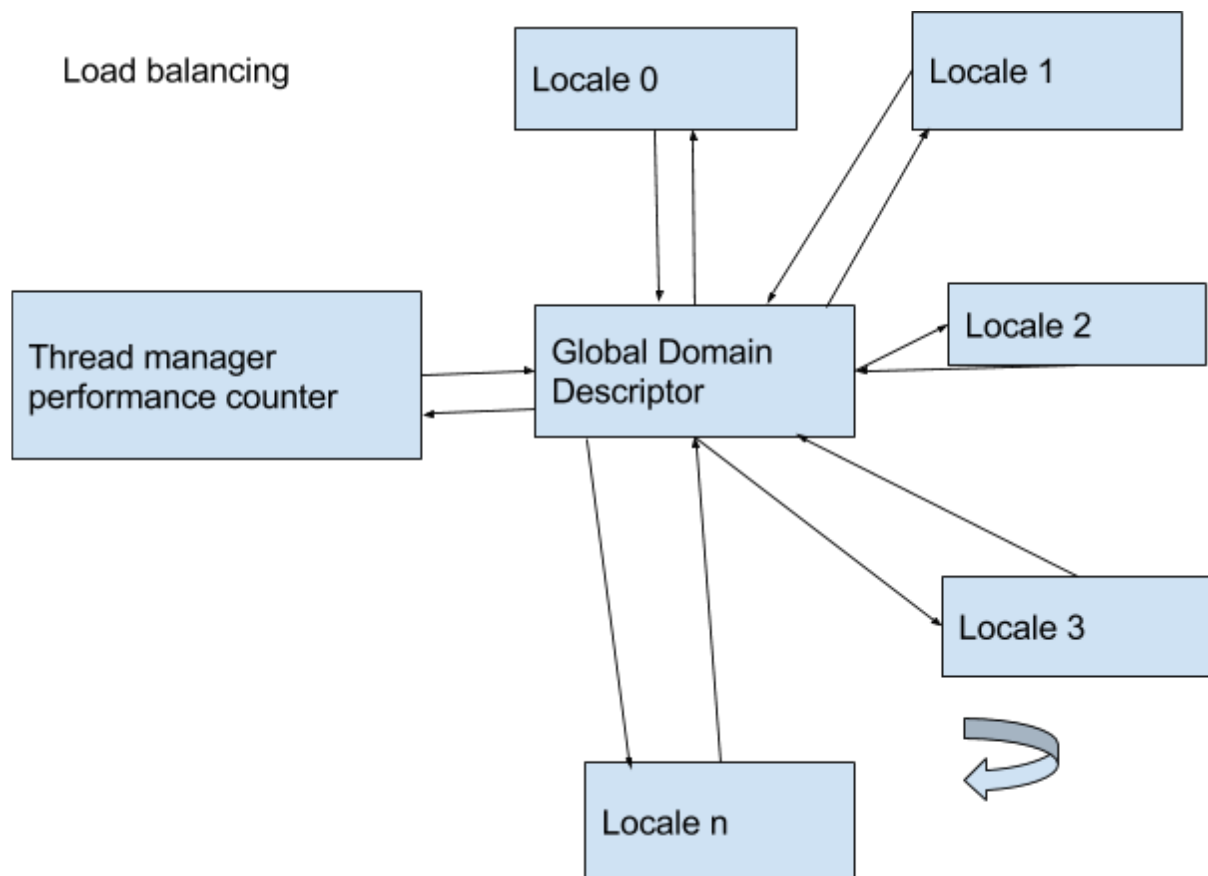 Load balancing
Locale 0
Locale 1
Thread manager
performance counter
Global Domain
Descriptor
Locale 2
Locale 3
Locale n